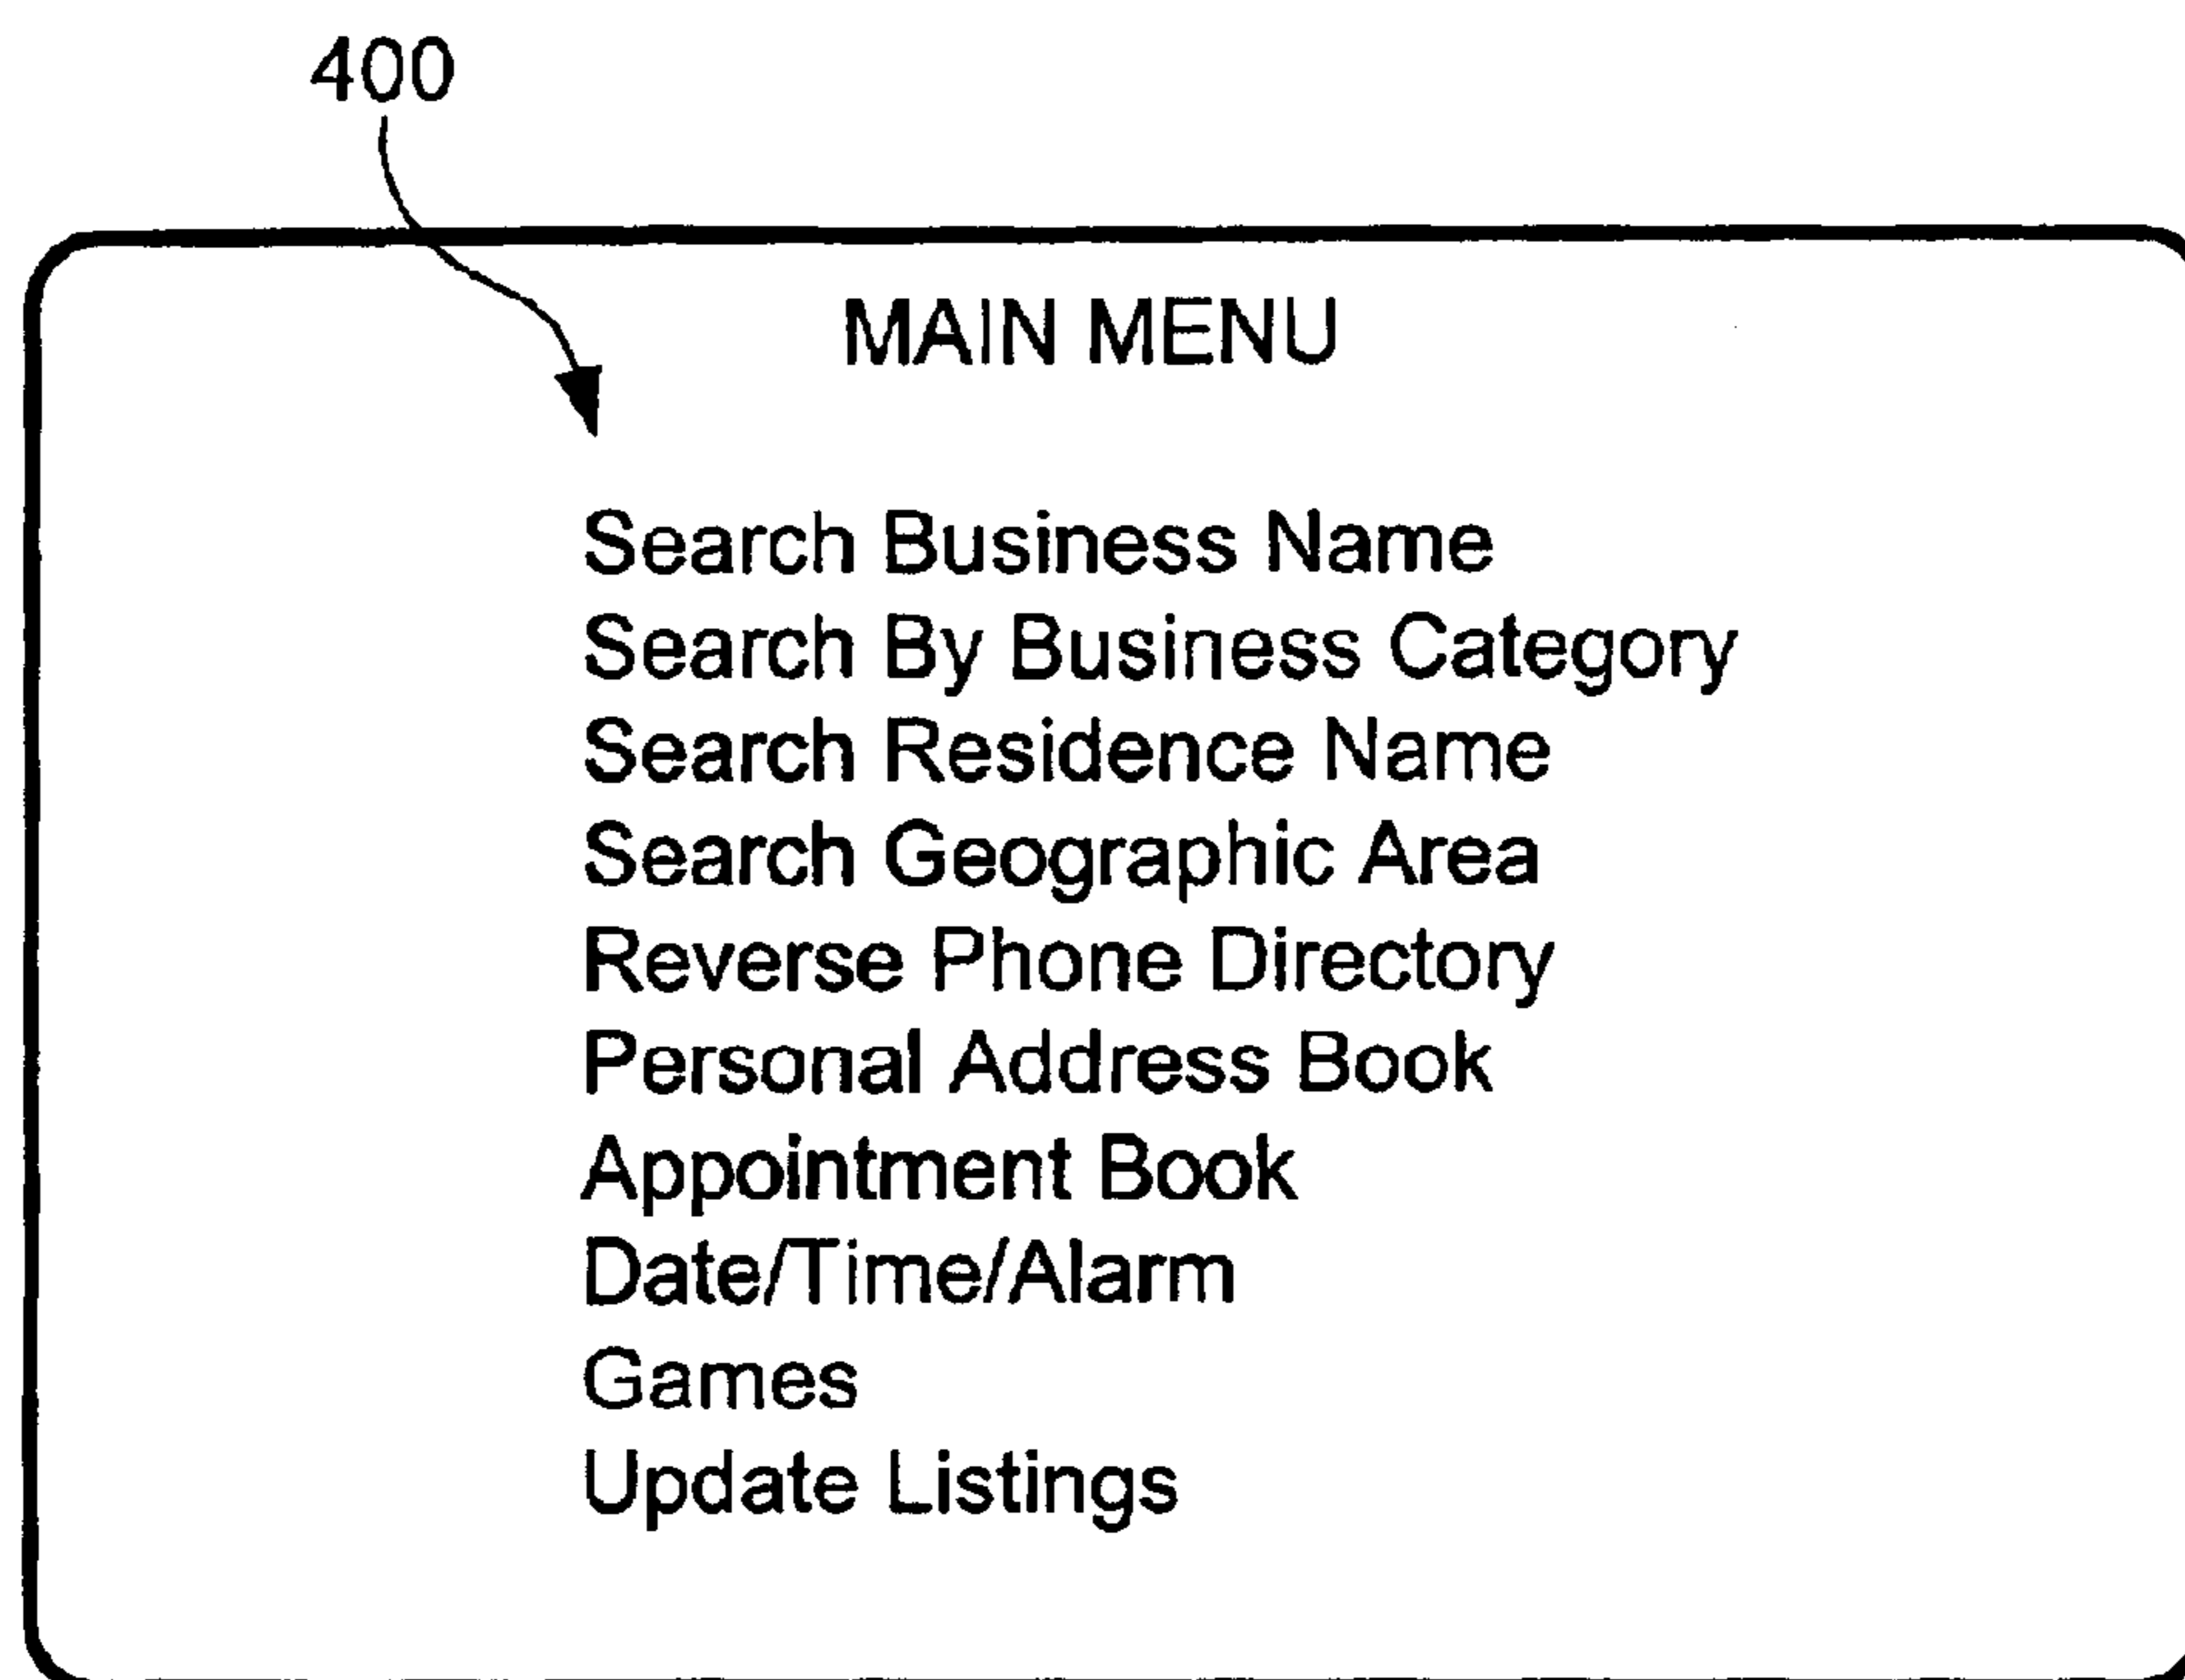 400
MAIN MENU
Search Business Name
Search By Business Category
Search Residence Name
Search Geographic Area
Reverse Phone Directory
Personal Address Book
Appointment Book
Date/Time/Alarm
Games
Update Listings